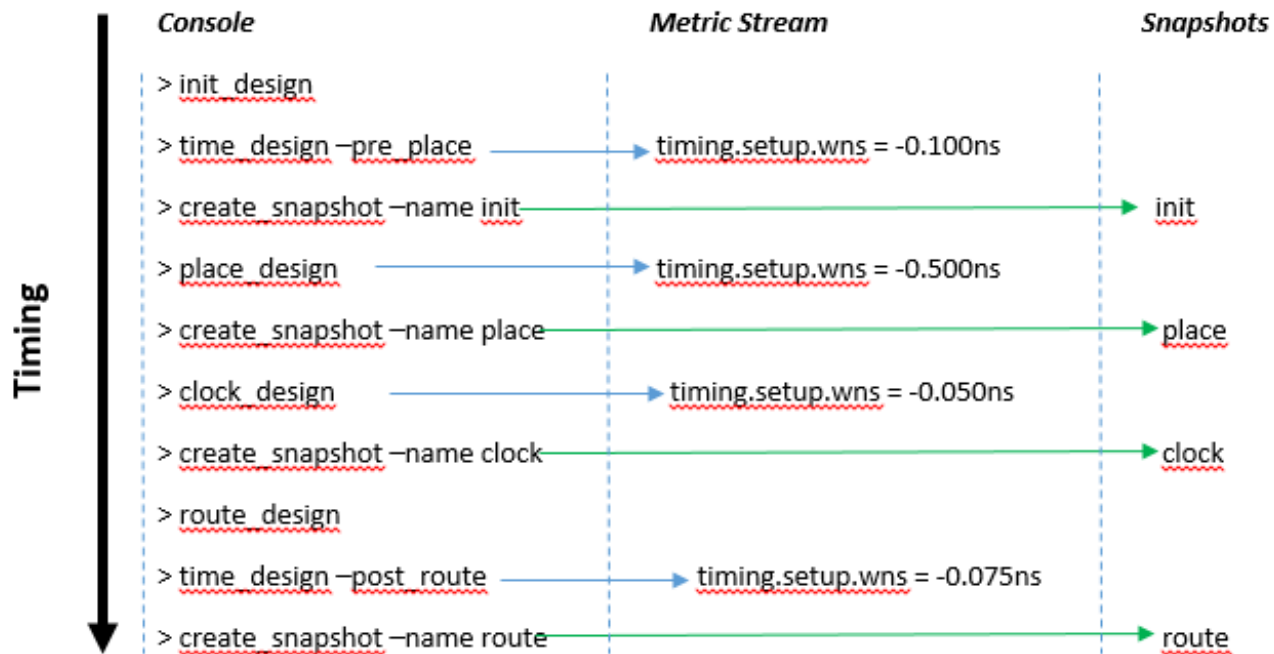 Console Metric Stream Snapshots
> init_design
> time_design –pre_place timing.setup.wns = -0.100ns
> create_snapshot –name init init
> place_design timing.setup.wns = -0.500ns
> create_snapshot –name place place
> clock_design timing.setup.wns = -0.050ns
> create_snapshot –name clock clock
> route_design
> time_design –post_route timing.setup.wns = -0.075ns
> create_snapshot –name route route
Timing